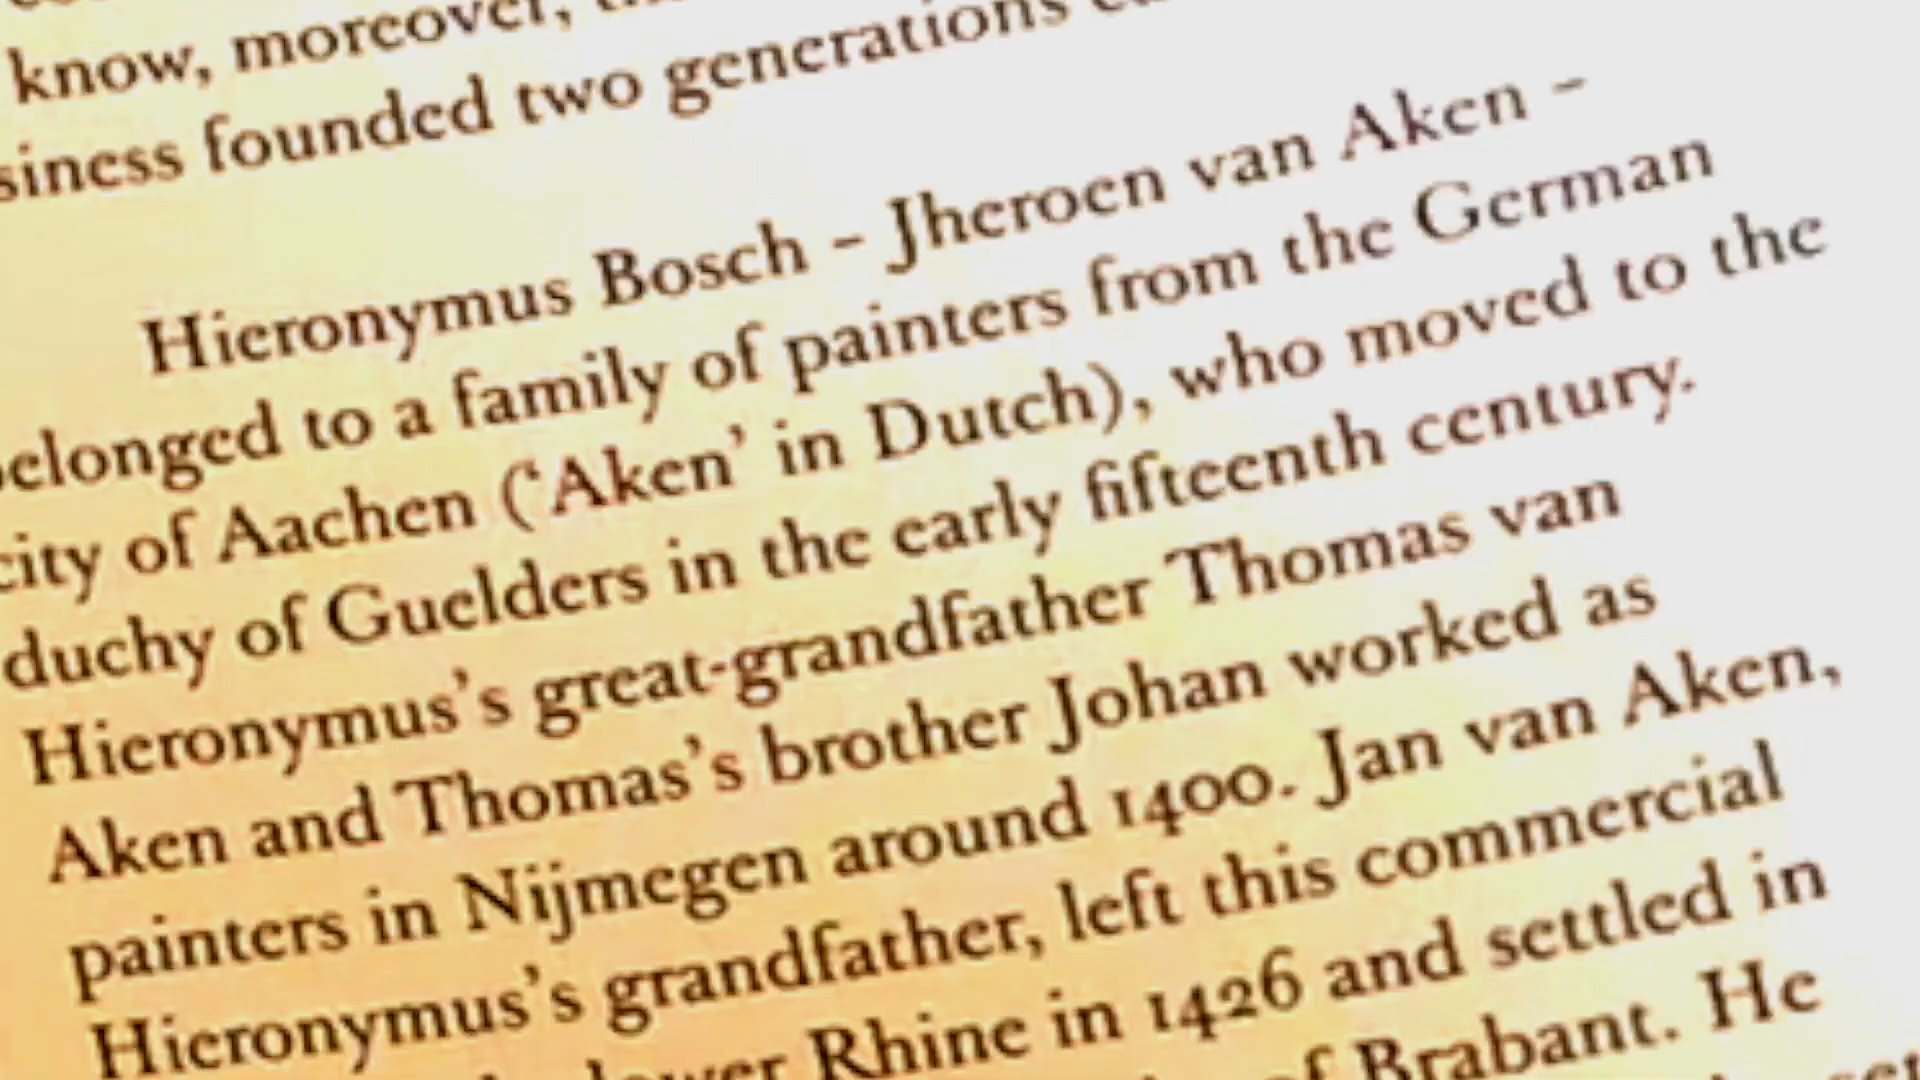 know, moreover,
siness founded two generations
Hieronymus Bosch – Jheroen van Aken –
belonged to a family of painters from the German
city of Aachen (‘Aken’ in Dutch), who moved to the
duchy of Guelders in the early fifteenth century.
Hieronymus’s great-grandfather Thomas van
Aken and Thomas’s brother Johan worked as
painters in Nijmegen around 1400. Jan van Aken,
Hieronymus’s grandfather, left this commercial
lower Rhine in 1426 and settled in
of Brabant. He